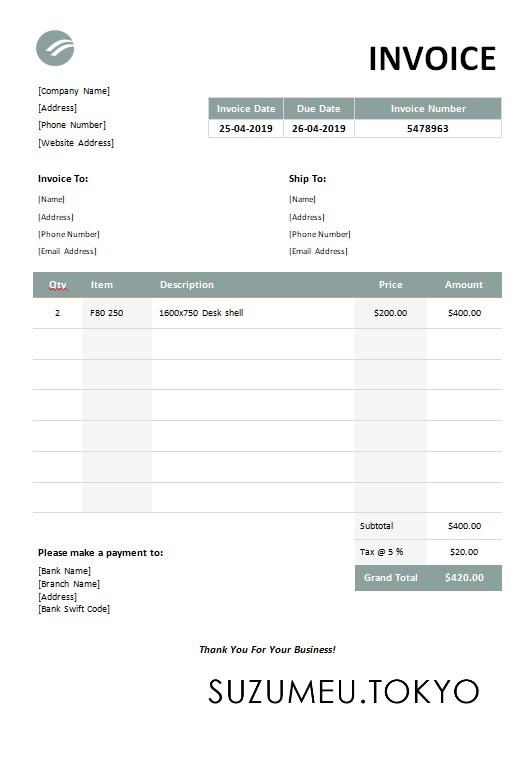 INVOICE
[Company Name]
[Address]
[Phone Number]
[Website Address]
Invoice Date Due Date Invoice Number
25-04-2019 26-04-2019 5478963
Invoice To: Ship To:
[Name] [Name]
[Address] [Address]
[Phone Number] [Phone Number]
[Email Address] [Email Address]
Qty Item Description Price Amount
2 F80 250 1600x750 Desk shell $200.00 $400.00
Subtotal $400.00
Tax @ 5 % $20.00
Grand Total $420.00
Please make a payment to:
[Bank Name]
[Branch Name]
[Address]
[Bank Swift Code]
Thank You For Your Business!
SUZUMEU.TOKYO